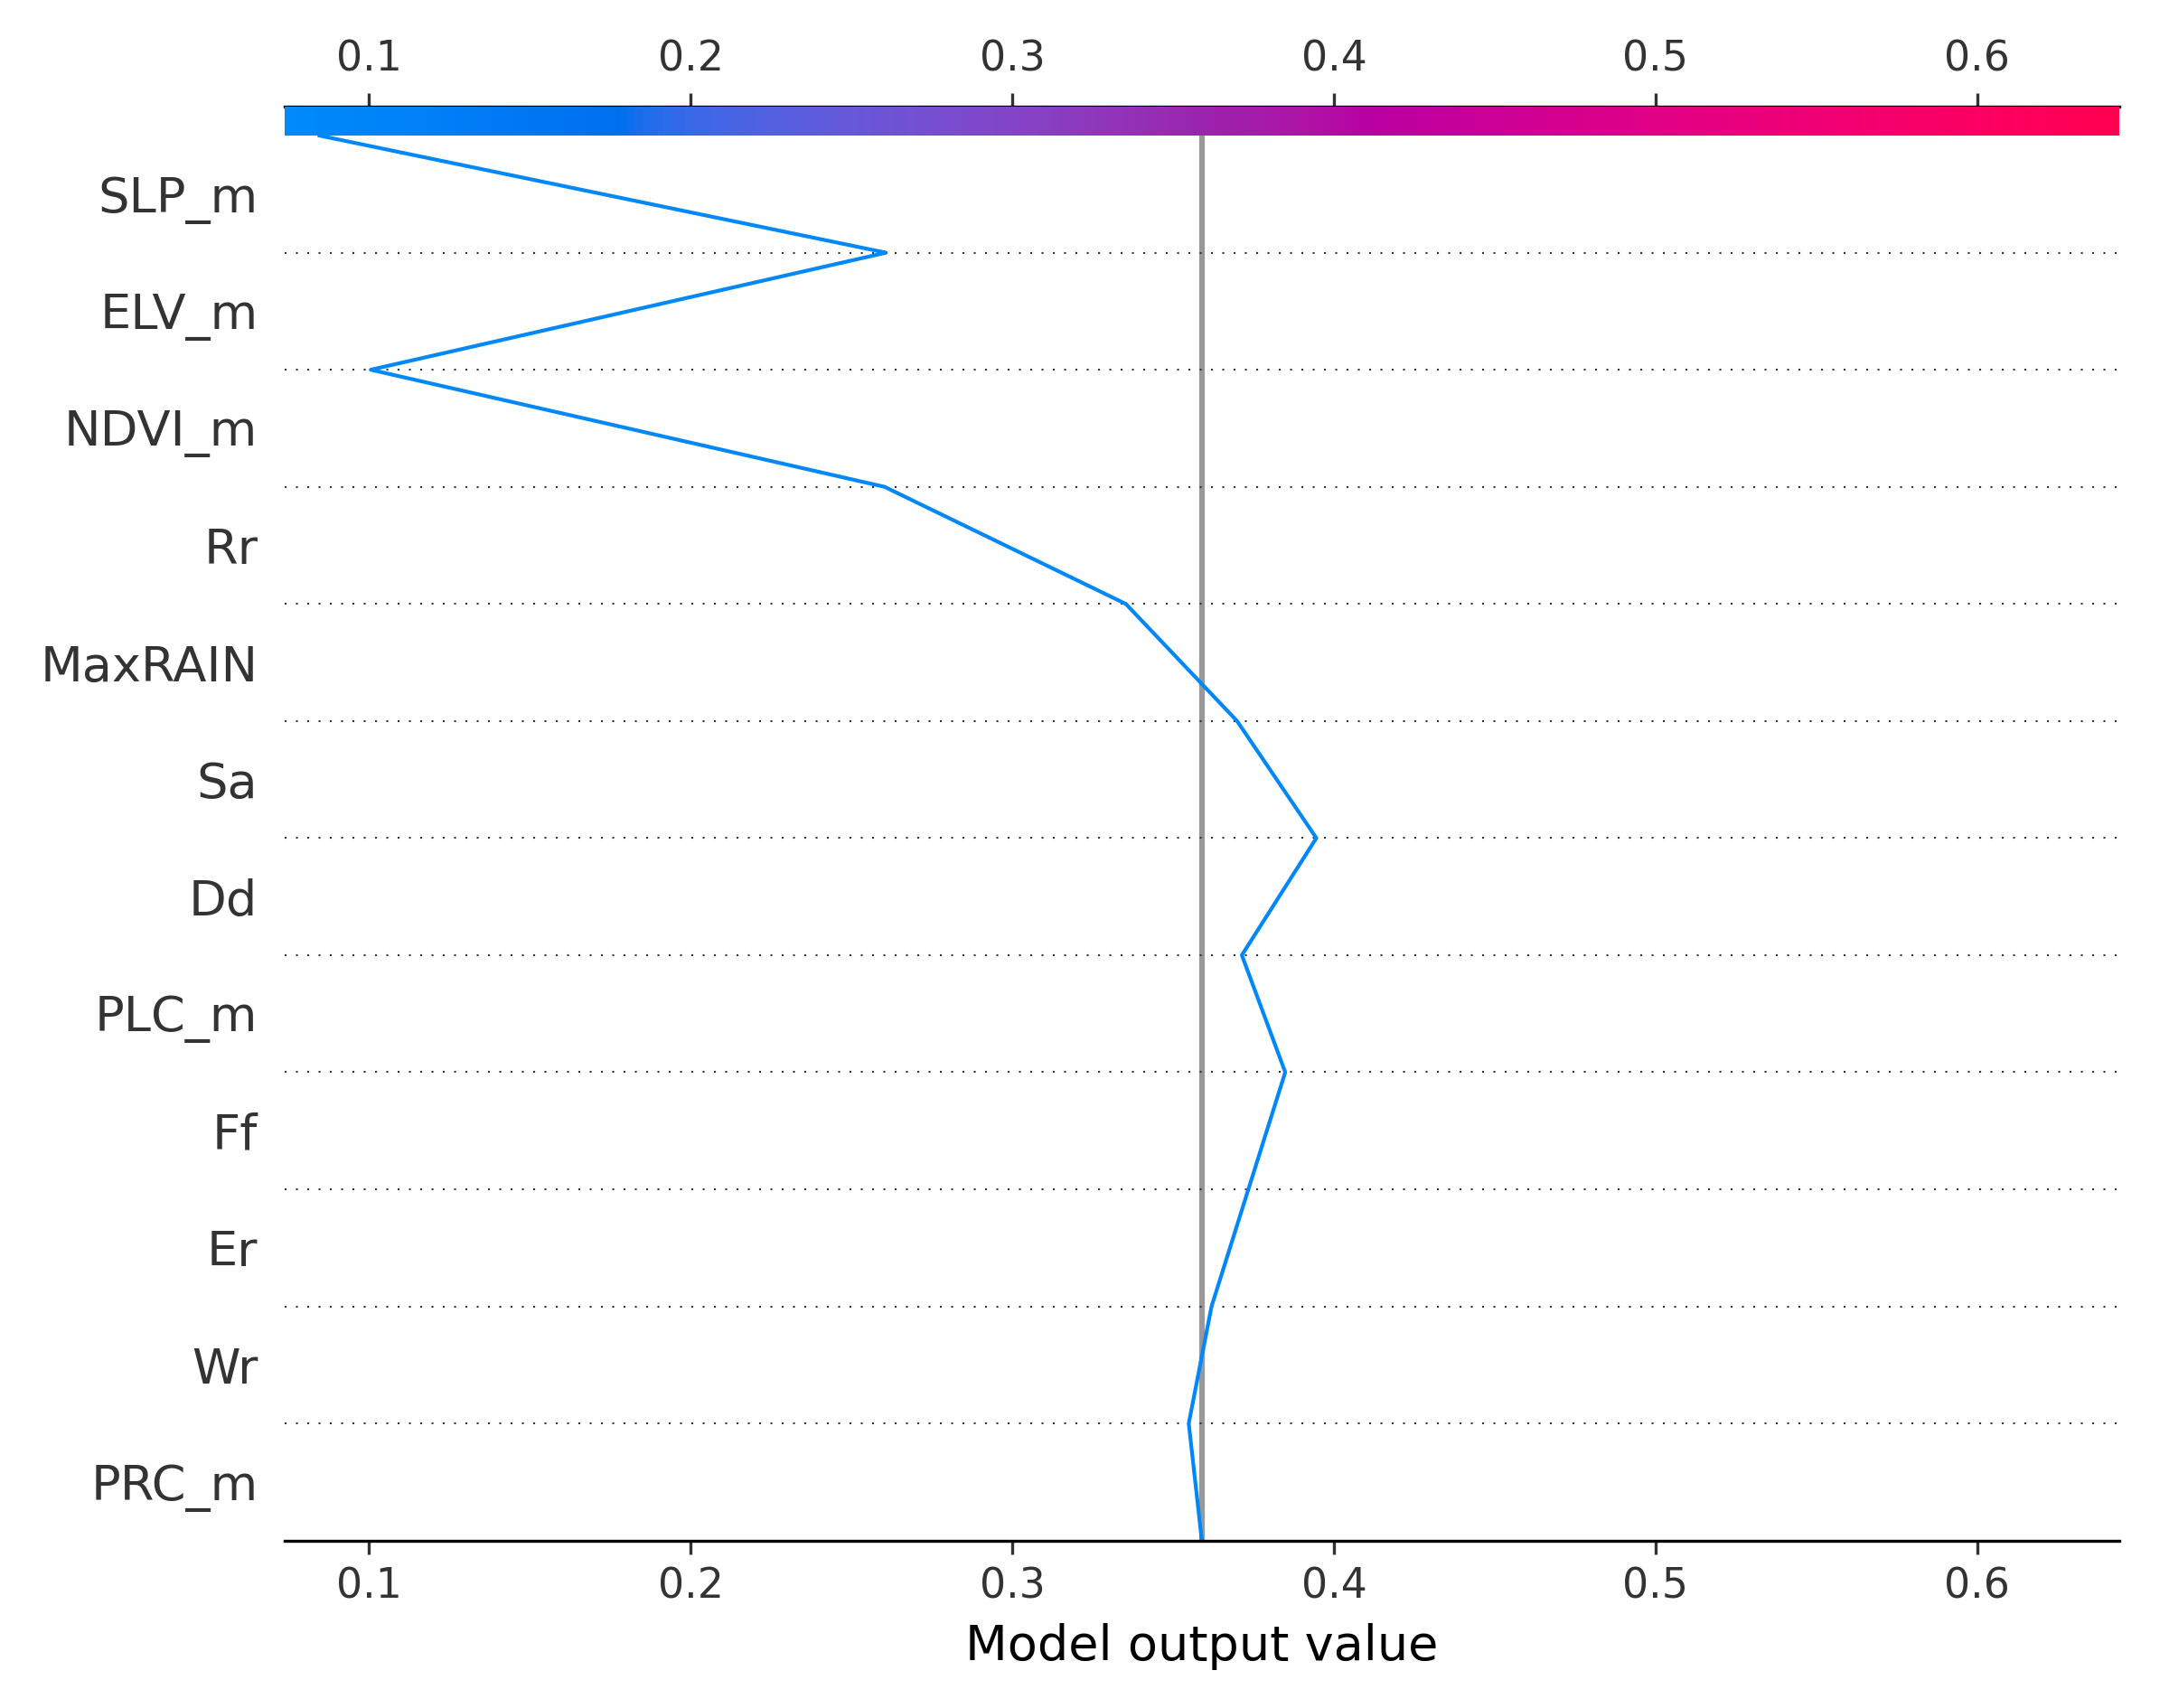 0.1 0.2 0.3 0.4 0.5 0.6
SLP_m
ELV_m
NDVI_m
Rr
MaxRAIN
Sa
Dd
PLC_m
Ff
Er
Wr
PRC_m
0.1 0.2 0.3 0.4 0.5 0.6
Model output value